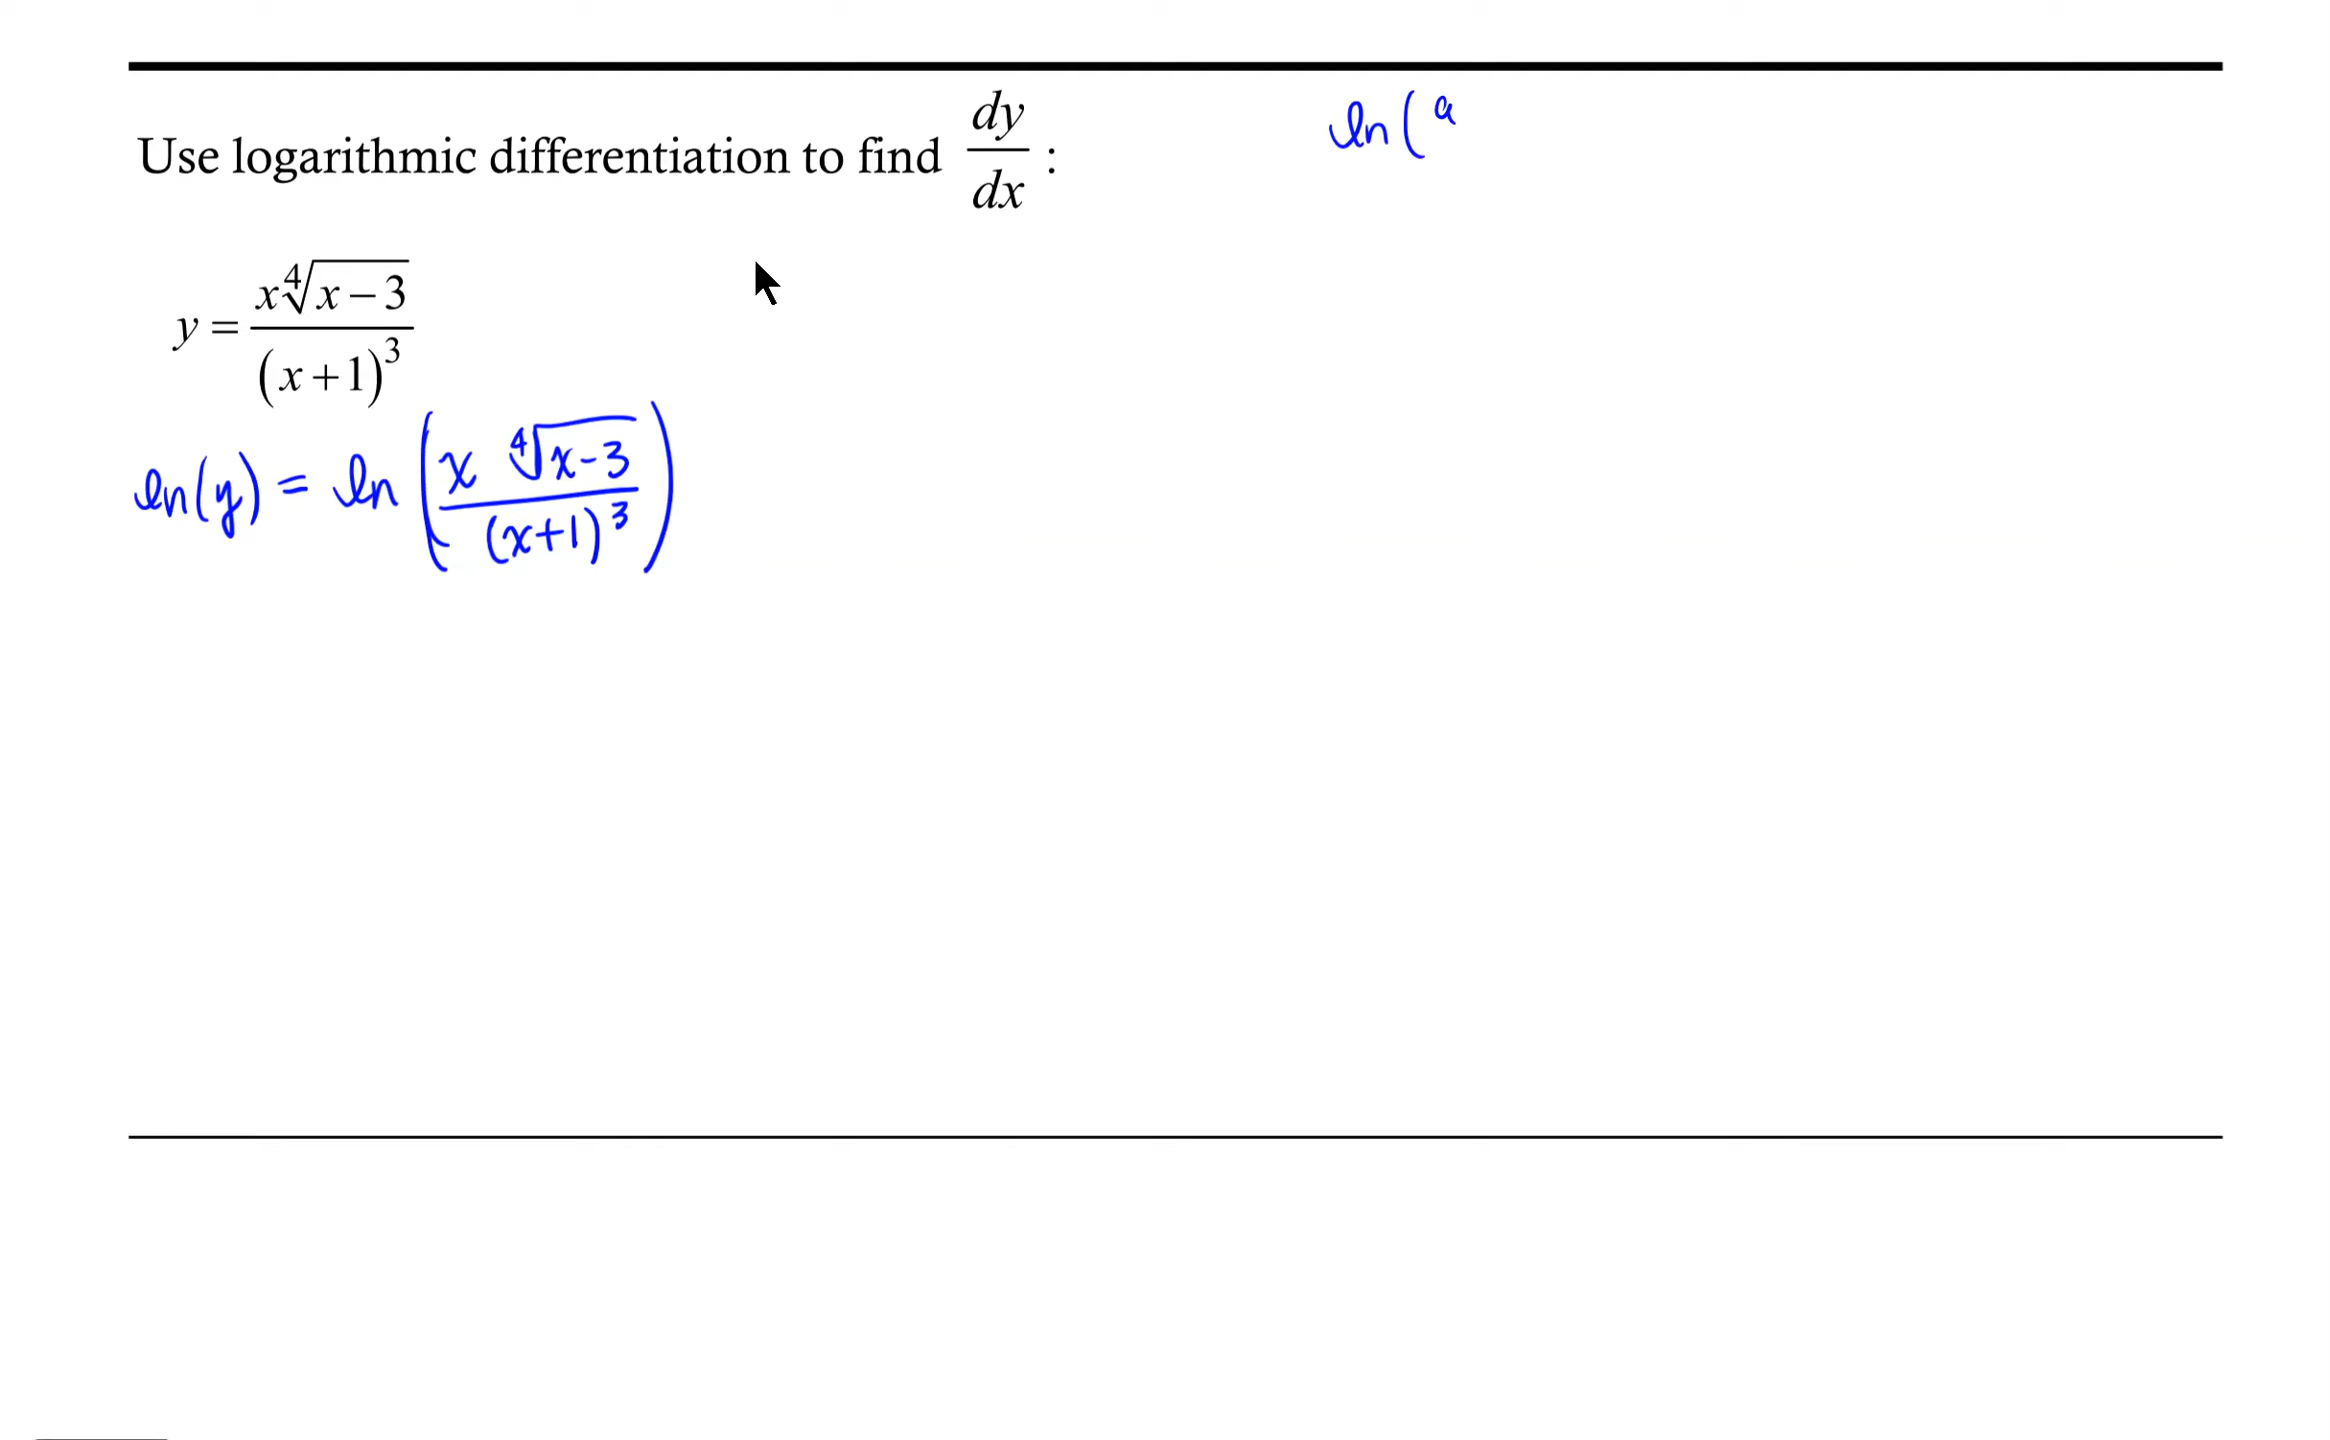 Use logarithmic differentiation to find dy/dx :
ln(a
y = x∜(x−3) / (x+1)³
ln(y) = ln(x ∜(x-3) / (x+1)³)